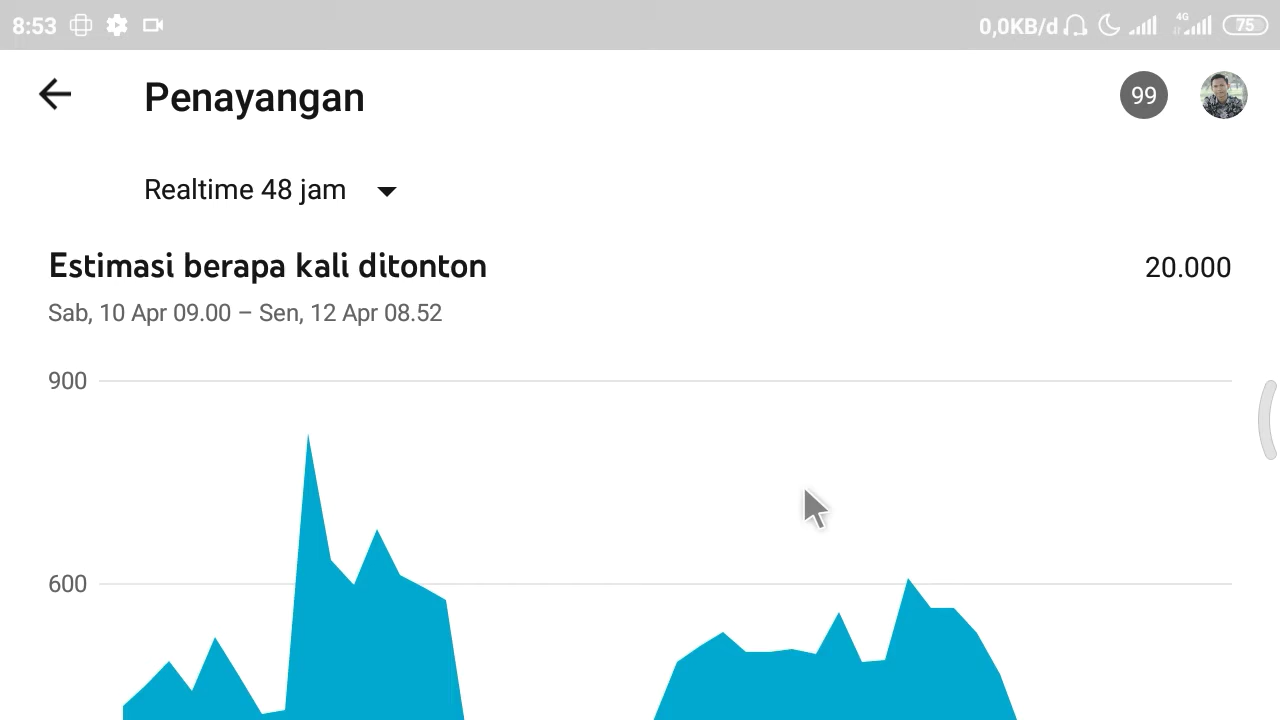 8:53 0,0KB/d 4G 75
Penayangan 99
Realtime 48 jam
Estimasi berapa kali ditonton 20.000
Sab, 10 Apr 09.00 – Sen, 12 Apr 08.52
900
600